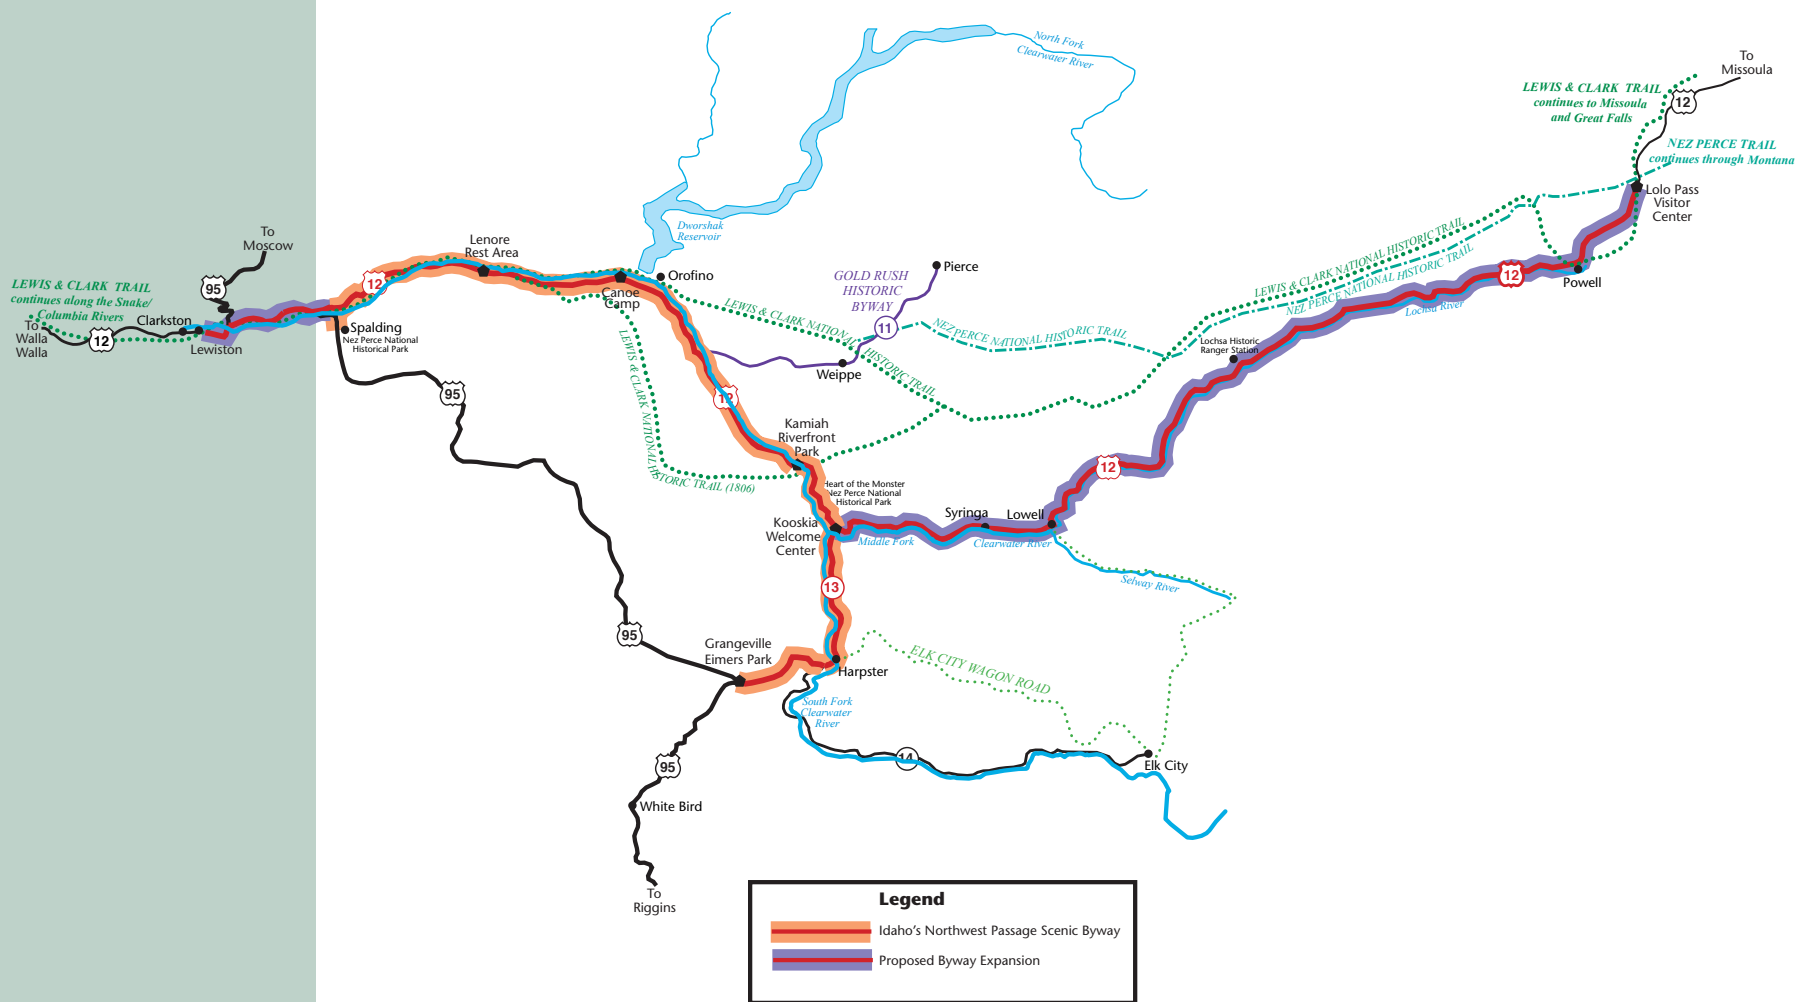 To
Missoula
LEWIS & CLARK  TRAIL
continues to Missoula
and Great Falls
12
NEZ PERCE TRAIL
continues through Montana
Lolo Pass
Visitor
Center
North Fork
Clearwater River
Dworshak
Reservoir
To
Moscow
95
Lenore
Rest Area
12
Canoe
Camp
Orofino
LEWIS & CLARK  TRAIL
continues along the Snake/
Columbia Rivers
To
Walla
Walla
12
Clarkston
Lewiston
Spalding
Nez Perce National
Historical Park
GOLD RUSH
HISTORIC
BYWAY
Pierce
11
Weippe
LEWIS & CLARK NATIONAL HISTORIC TRAIL
NEZ PERCE NATIONAL HISTORIC TRAIL
LEWIS & CLARK NATIONAL HISTORIC TRAIL
NEL PERCE NATIONAL HISTORIC TRAIL
12
Powell
Lochsa River
Lochsa Historic
Ranger Station
95
12
LEWIS & CLARK NATIONAL HISTORIC TRAIL (1806)
Kamiah
Riverfront
Park
12
Heart of the Monster
Nez Perce National
Historical Park
Kooskia
Welcome
Center
Syringa
Lowell
Middle Fork
Clearwater River
Selway River
13
95
Grangeville
Eimers Park
Harpster
ELK CITY WAGON ROAD
South Fork
Clearwater
River
14
Elk City
95
White Bird
To
Riggins
Legend
Idaho's Northwest Passage Scenic Byway
Proposed Byway Expansion